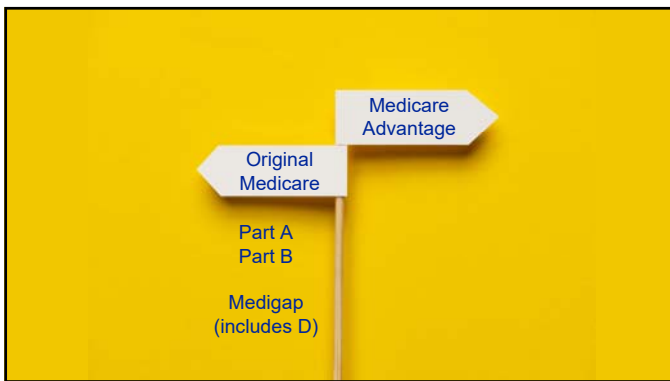 Medicare
Advantage
Original
Medicare
Part A
Part B
Medigap
(includes D)